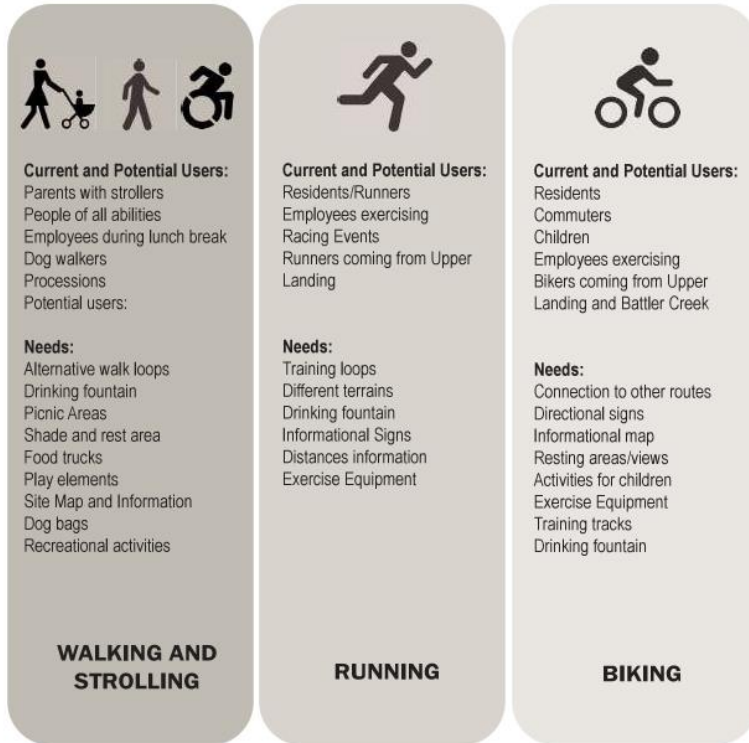 Current and Potential Users:
Parents with strollers
People of all abilities
Employees during lunch break
Dog walkers
Processions
Potential users:
Needs:
Alternative walk loops
Drinking fountain
Picnic Areas
Shade and rest area
Food trucks
Play elements
Site Map and Information
Dog bags
Recreational activities
WALKING AND
STROLLING
Current and Potential Users:
Residents/Runners
Employees exercising
Racing Events
Runners coming from Upper
Landing
Needs:
Training loops
Different terrains
Drinking fountain
Informational Signs
Distances information
Exercise Equipment
RUNNING
Current and Potential Users:
Residents
Commuters
Children
Employees exercising
Bikers coming from Upper
Landing and Battler Creek
Needs:
Connection to other routes
Directional signs
Informational map
Resting areas/views
Activities for children
Exercise Equipment
Training tracks
Drinking fountain
BIKING